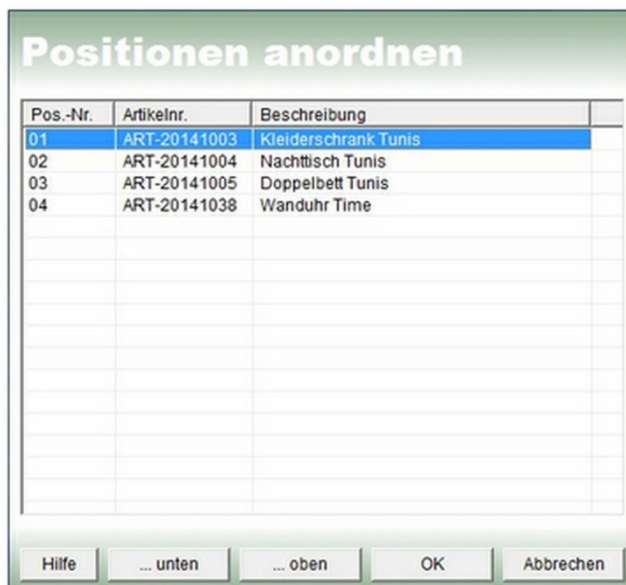 Positionen anordnen
Pos.-Nr. Artikelnr. Beschreibung
01 ART-20141003 Kleiderschrank Tunis
02 ART-20141004 Nachttisch Tunis
03 ART-20141005 Doppelbett Tunis
04 ART-20141038 Wanduhr Time
Hilfe ... unten ... oben OK Abbrechen